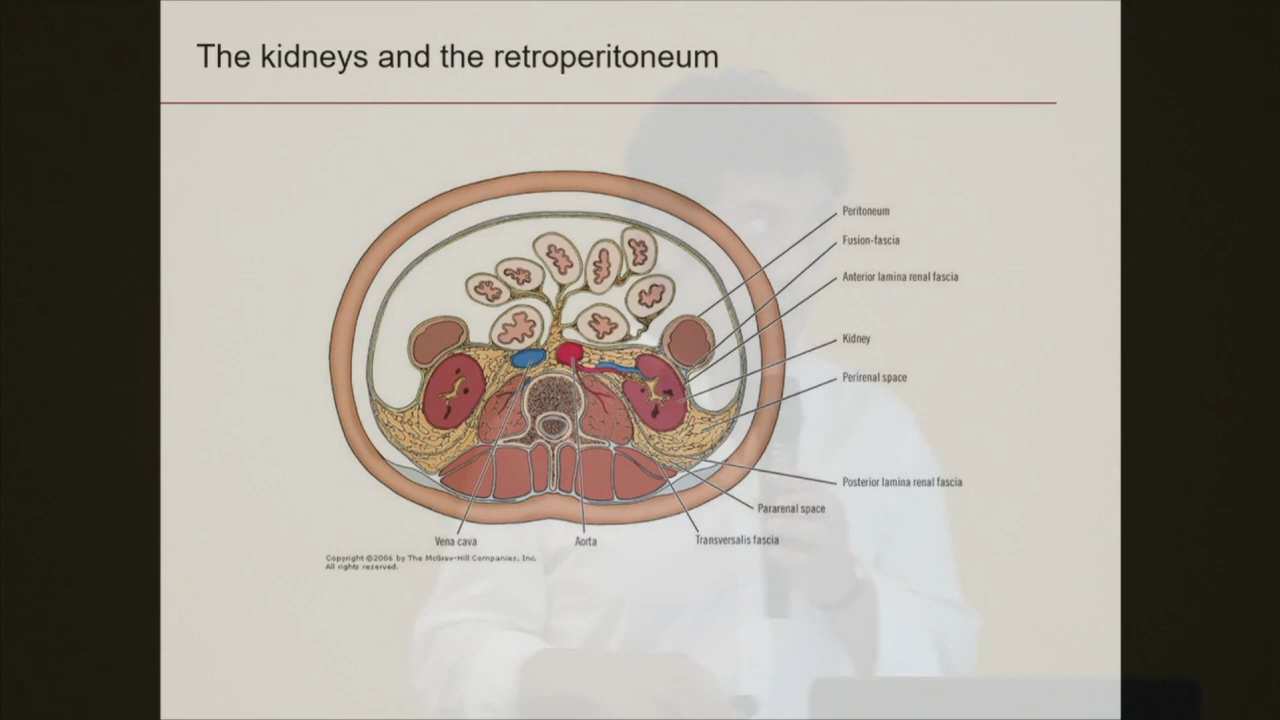 The kidneys and the retroperitoneum
Peritoneum
Fusion-fascia
Anterior lamina renal fascia
Kidney
Perirenal space
Posterior lamina renal fascia
Pararenal space
Vena cava
Aorta
Transversalis fascia
Copyright ©2006 by The McGraw-Hill Companies, Inc.
All rights reserved.